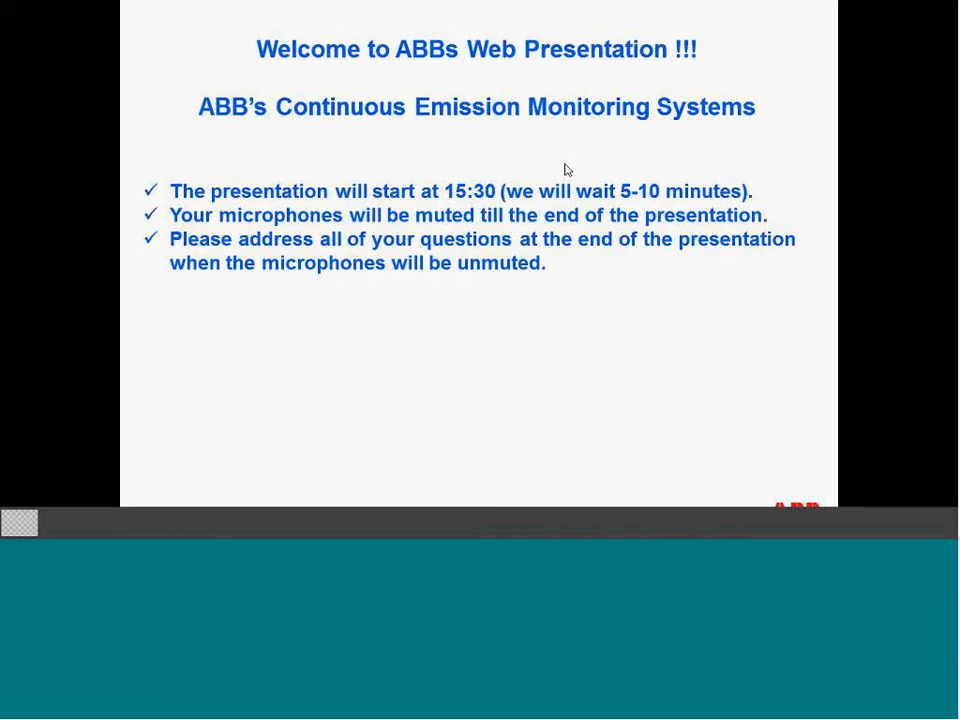 Welcome to ABBs Web Presentation !!!
ABB's Continuous Emission Monitoring Systems
✓ The presentation will start at 15:30 (we will wait 5-10 minutes).
✓ Your microphones will be muted till the end of the presentation.
✓ Please address all of your questions at the end of the presentation
when the microphones will be unmuted.
ABB